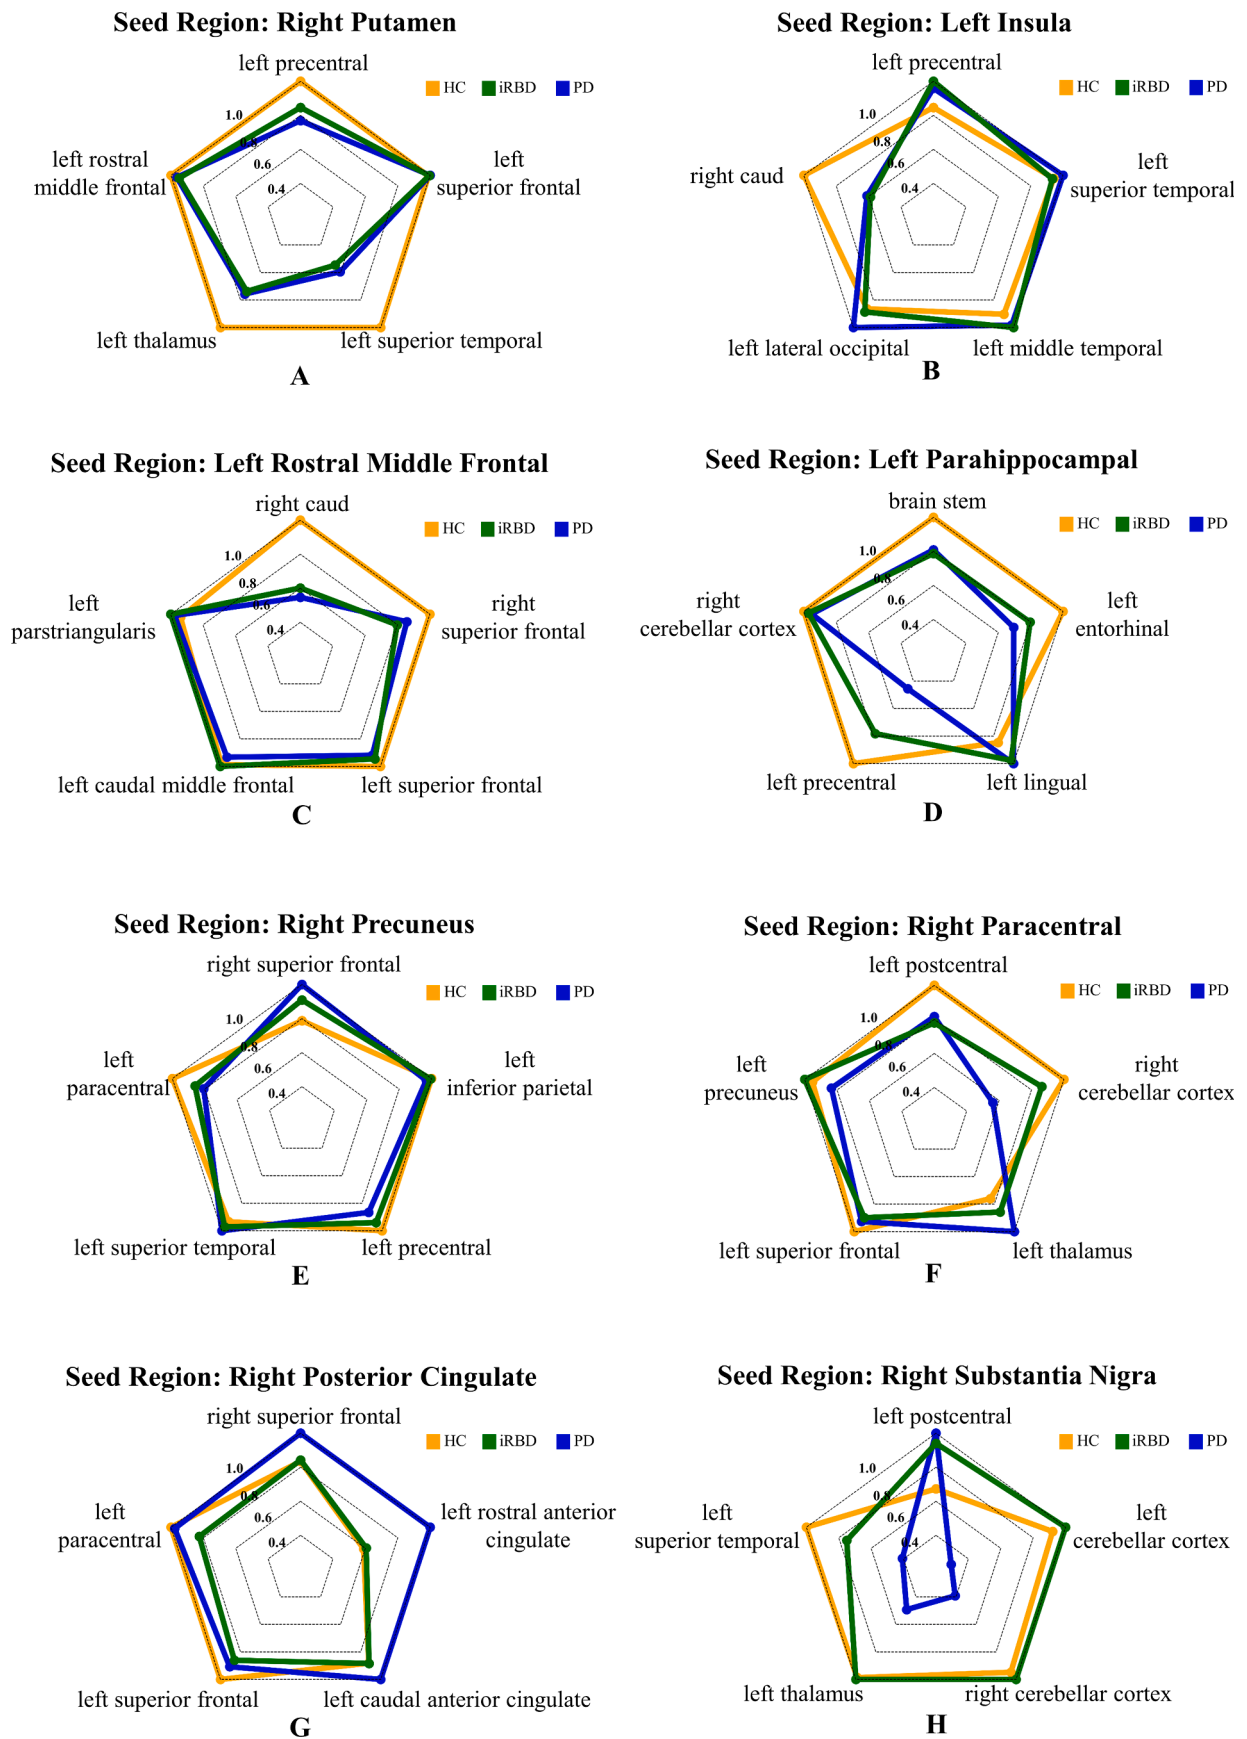 Seed Region: Right Putamen
left precentral
HC iRBD PD
1.0
0.8
0.6
0.4
left rostral
middle frontal
left
superior frontal
left thalamus
left superior temporal
A
Seed Region: Left Insula
left precentral
HC iRBD PD
1.0
0.8
0.6
0.4
right caud
left
superior temporal
left lateral occipital
left middle temporal
B
Seed Region: Left Rostral Middle Frontal
right caud
HC iRBD PD
1.0
0.8
0.6
0.4
left
parstriangularis
right
superior frontal
left caudal middle frontal
left superior frontal
C
Seed Region: Left Parahippocampal
brain stem
HC iRBD PD
1.0
0.8
0.6
0.4
right
cerebellar cortex
left
entorhinal
left precentral
left lingual
D
Seed Region: Right Precuneus
right superior frontal
HC iRBD PD
1.0
0.8
0.6
0.4
left
paracentral
left
inferior parietal
left superior temporal
left precentral
E
Seed Region: Right Paracentral
left postcentral
HC iRBD PD
1.0
0.8
0.6
0.4
left
precuneus
right
cerebellar cortex
left superior frontal
left thalamus
F
Seed Region: Right Posterior Cingulate
right superior frontal
HC iRBD PD
1.0
0.8
0.6
0.4
left
paracentral
left rostral anterior
cingulate
left superior frontal
left caudal anterior cingulate
G
Seed Region: Right Substantia Nigra
left postcentral
HC iRBD PD
1.0
0.8
0.6
0.4
left
superior temporal
left
cerebellar cortex
left thalamus
right cerebellar cortex
H